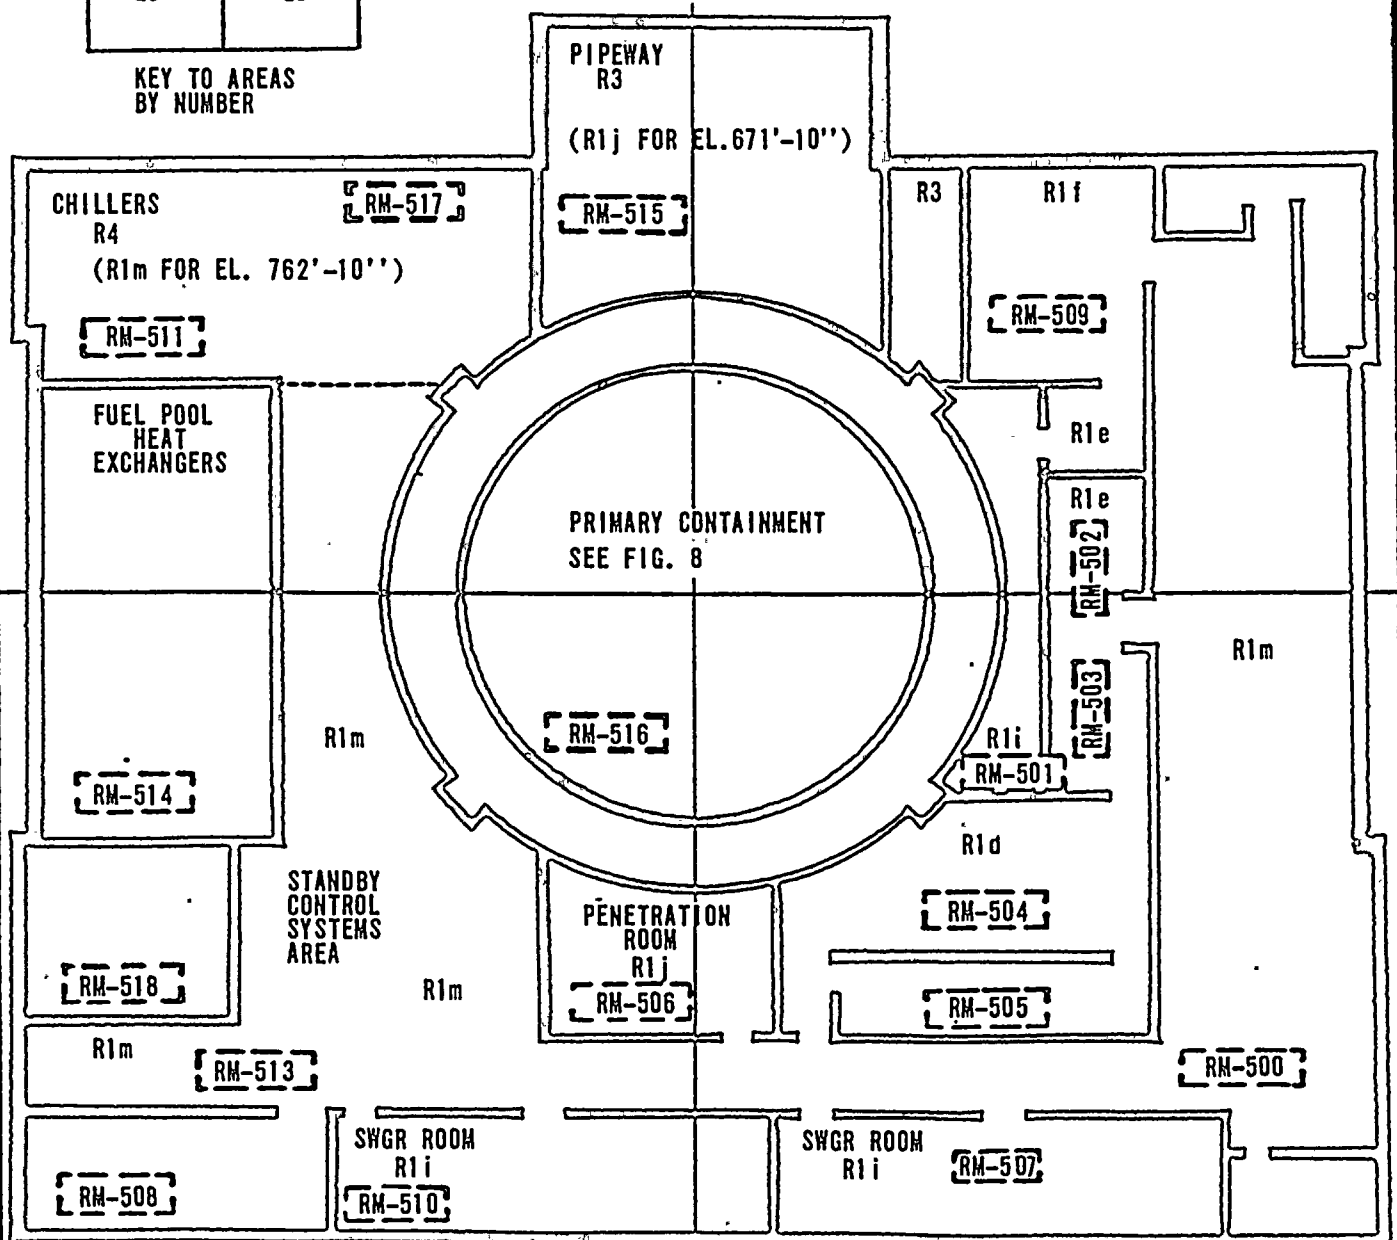 KEY TO AREAS
BY NUMBER
PIPEWAY
R3
(R1j FOR EL.671'-10'')
RM-515
CHILLERS
R4
(R1m FOR EL. 762'-10'')
RM-517
RM-511
R3
R1f
RM-509
FUEL POOL
HEAT
EXCHANGERS
R1e
R1e
RM-502
PRIMARY CONTAINMENT
SEE FIG. 8
R1m
RM-503
R1m
RM-516
R1i
RM-501
RM-514
R1d
STANDBY
CONTROL
SYSTEMS
AREA
PENETRATION
ROOM
R1j
RM-506
RM-504
RM-505
RM-518
R1m
R1m
RM-513
RM-500
SWGR ROOM
R1i
RM-510
SWGR ROOM
R1i
RM-507
RM-508